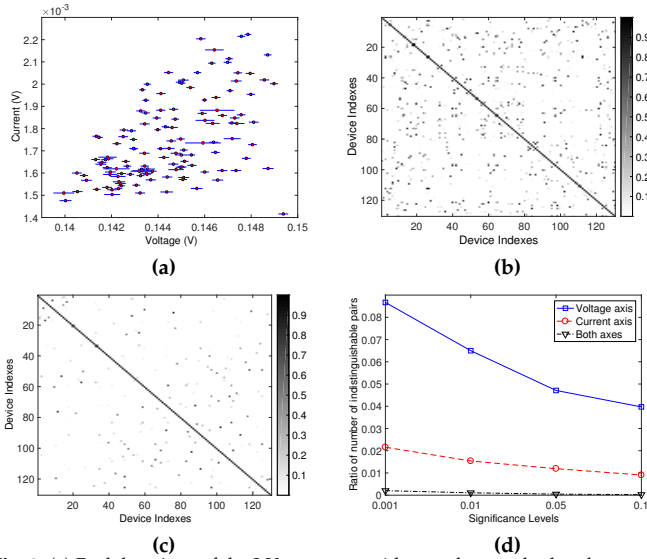 ×10⁻³
2.2
2.1
2
1.9
1.8
1.7
1.6
1.5
1.4
0.14 0.142 0.144 0.146 0.148 0.15
Current (V)
Voltage (V)
(a)
20
40
60
80
100
120
20 40 60 80 100 120
Device Indexes
Device Indexes
0.9
0.8
0.7
0.6
0.5
0.4
0.3
0.2
0.1
(b)
20
40
60
80
100
120
20 40 60 80 100 120
Device Indexes
Device Indexes
0.9
0.8
0.7
0.6
0.5
0.4
0.3
0.2
0.1
(c)
0.09
0.08
0.07
0.06
0.05
0.04
0.03
0.02
0.01
0
0.001 0.01 0.05 0.1
Ratio of number of indistinguishable pairs
Significance Levels
Voltage axis
Current axis
Both axes
(d)